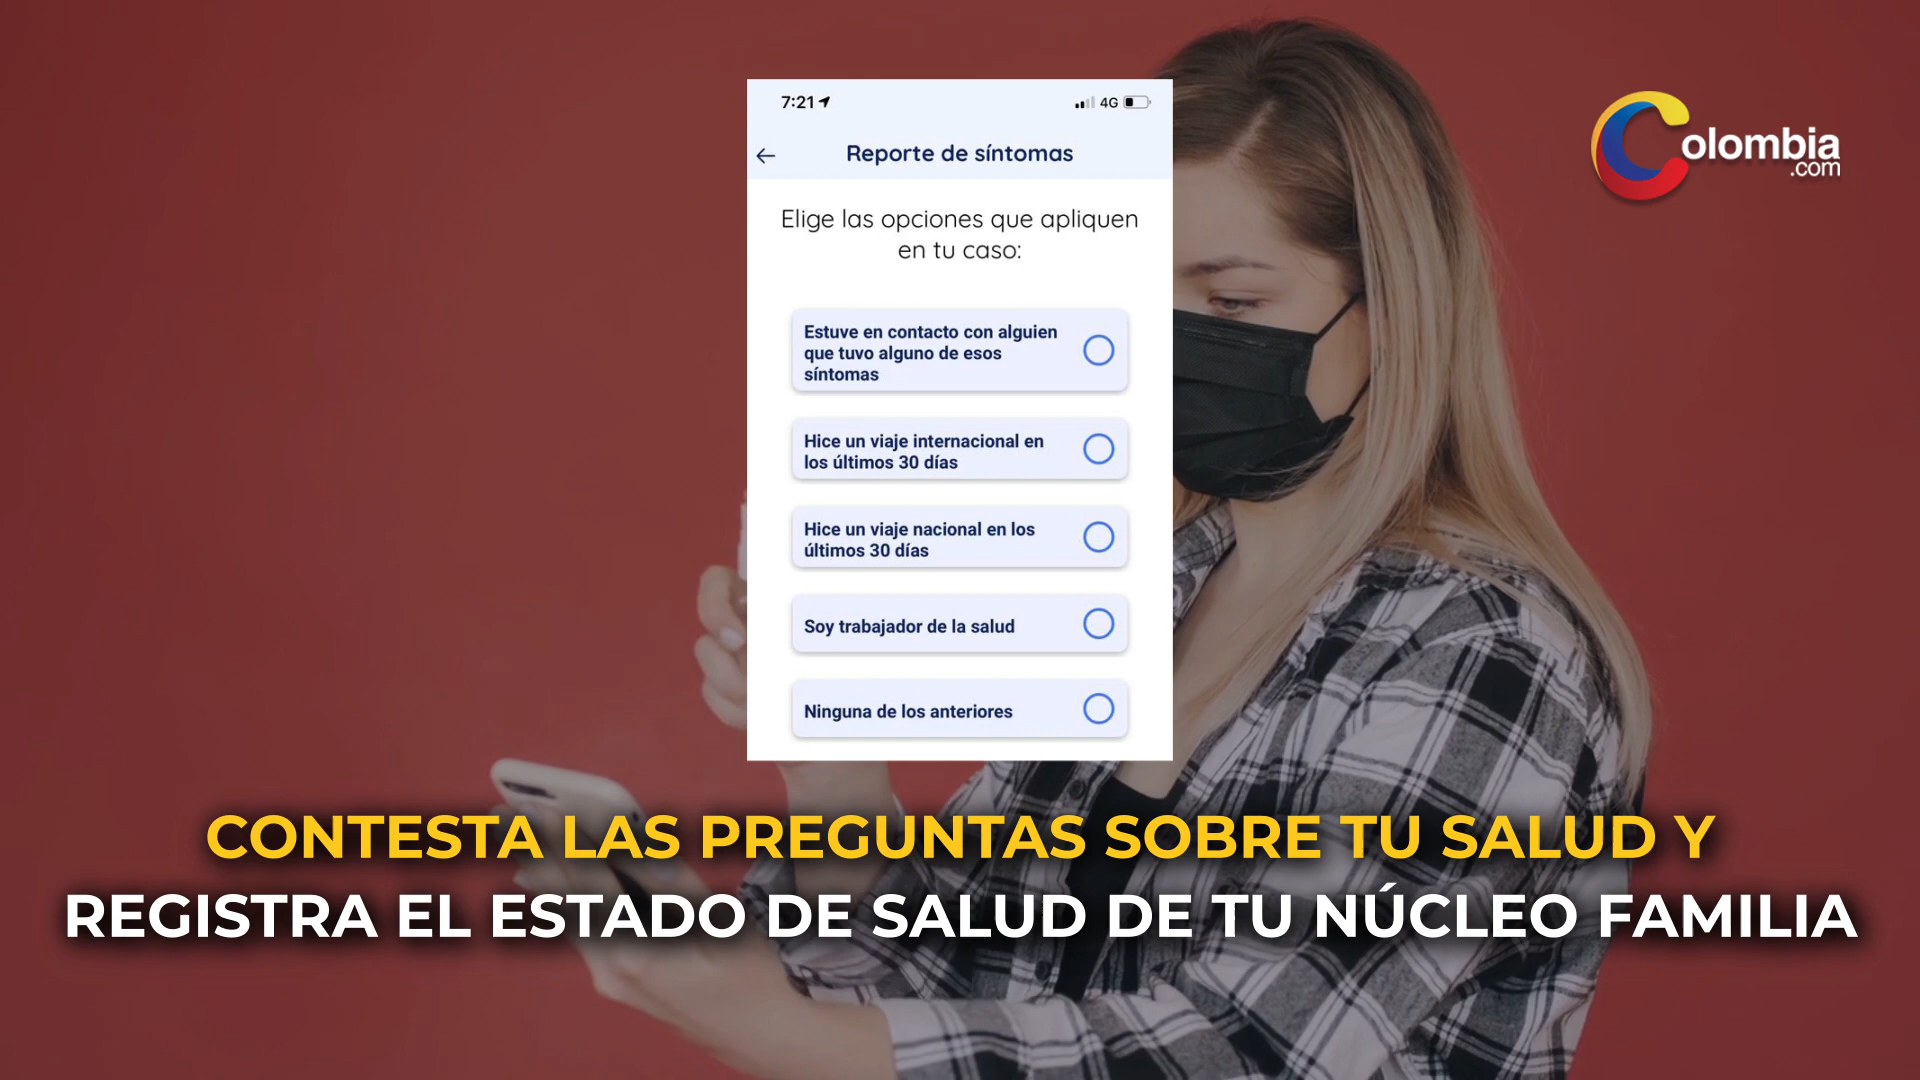 7:21
4G
Reporte de síntomas
Elige las opciones que apliquen
en tu caso:
Estuve en contacto con alguien
que tuvo alguno de esos
síntomas
Hice un viaje internacional en
los últimos 30 días
Hice un viaje nacional en los
últimos 30 días
Soy trabajador de la salud
Ninguna de los anteriores
Colombia
.com
CONTESTA LAS PREGUNTAS SOBRE TU SALUD Y
REGISTRA EL ESTADO DE SALUD DE TU NÚCLEO FAMILIA